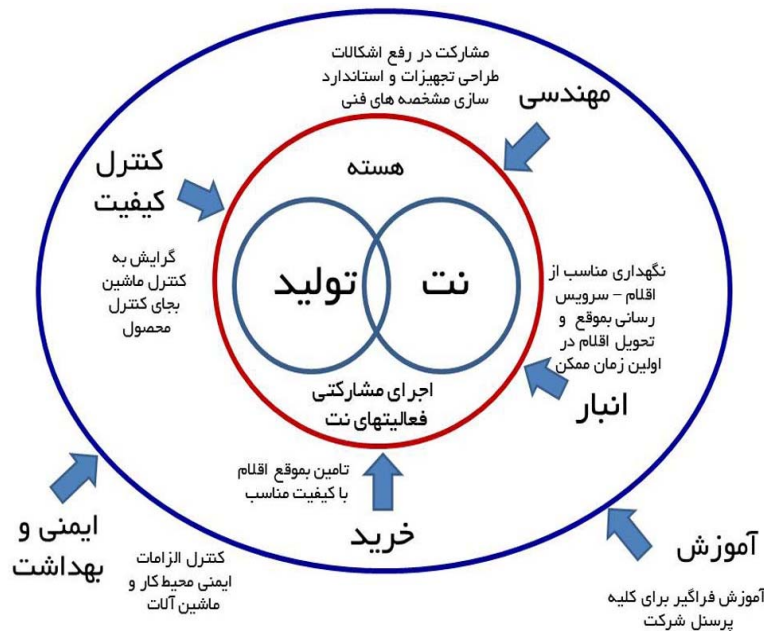 مشارکت در رفع اشکالات
طراحی تجهیزات و استاندارد
سازی مشخصه های فنی
مهندسی
کنترل
کیفیت
هسته
گرایش به
کنترل ماشین
بجای کنترل
محصول
تولید
نت
نگهداری مناسب از
اقلام – سرویس
رسانی بموقع و
تحویل اقلام در
اولین زمان ممکن
انبار
اجرای مشارکتی
فعالیتهای نت
تامین بموقع اقلام
با کیفیت مناسب
خرید
ایمنی و
بهداشت
کنترل الزامات
ایمنی محیط کار و
ماشین آلات
آموزش
آموزش فراگیر برای کلیه
پرسنل شرکت